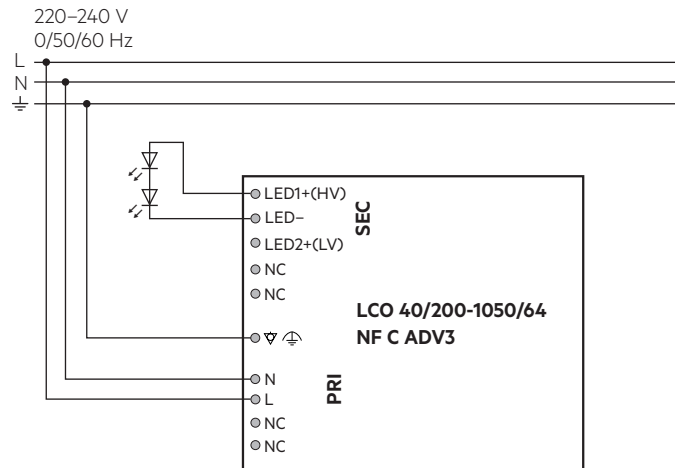 220–240 V
0/50/60 Hz
L
N
LED1+(HV)
LED–
LED2+(LV)
NC
NC
SEC
LCO 40/200-1050/64
NF C ADV3
PRI
N
L
NC
NC